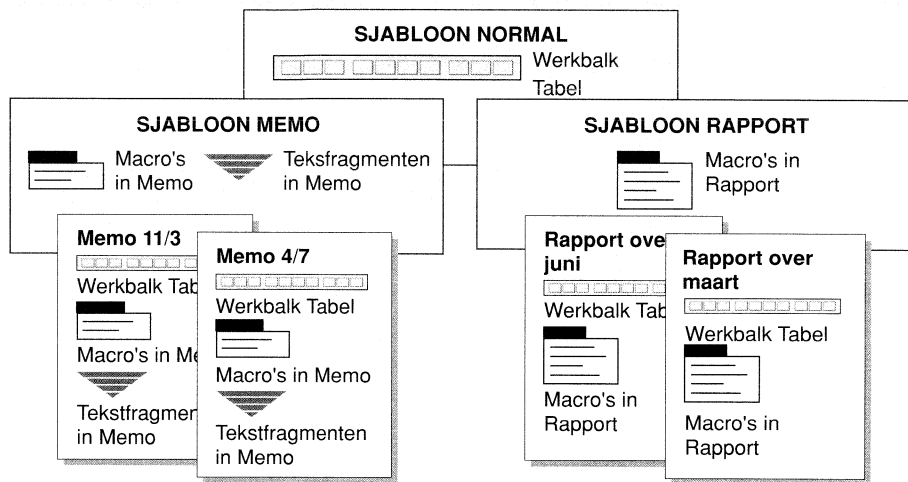 SJABLOON NORMAL
Werkbalk
Tabel
SJABLOON MEMO
Macro's
in Memo
Teksfragmenten
in Memo
SJABLOON RAPPORT
Macro's in
Rapport
Memo 11/3
Werkbalk Tab
Macro's in Me
Tekstfragmen
in Memo
Memo 4/7
Werkbalk Tabel
Macro's in Memo
Tekstfragmenten
in Memo
Rapport ove
juni
Werkbalk Tab
Macro's in
Rapport
Rapport over
maart
Werkbalk Tabel
Macro's in
Rapport